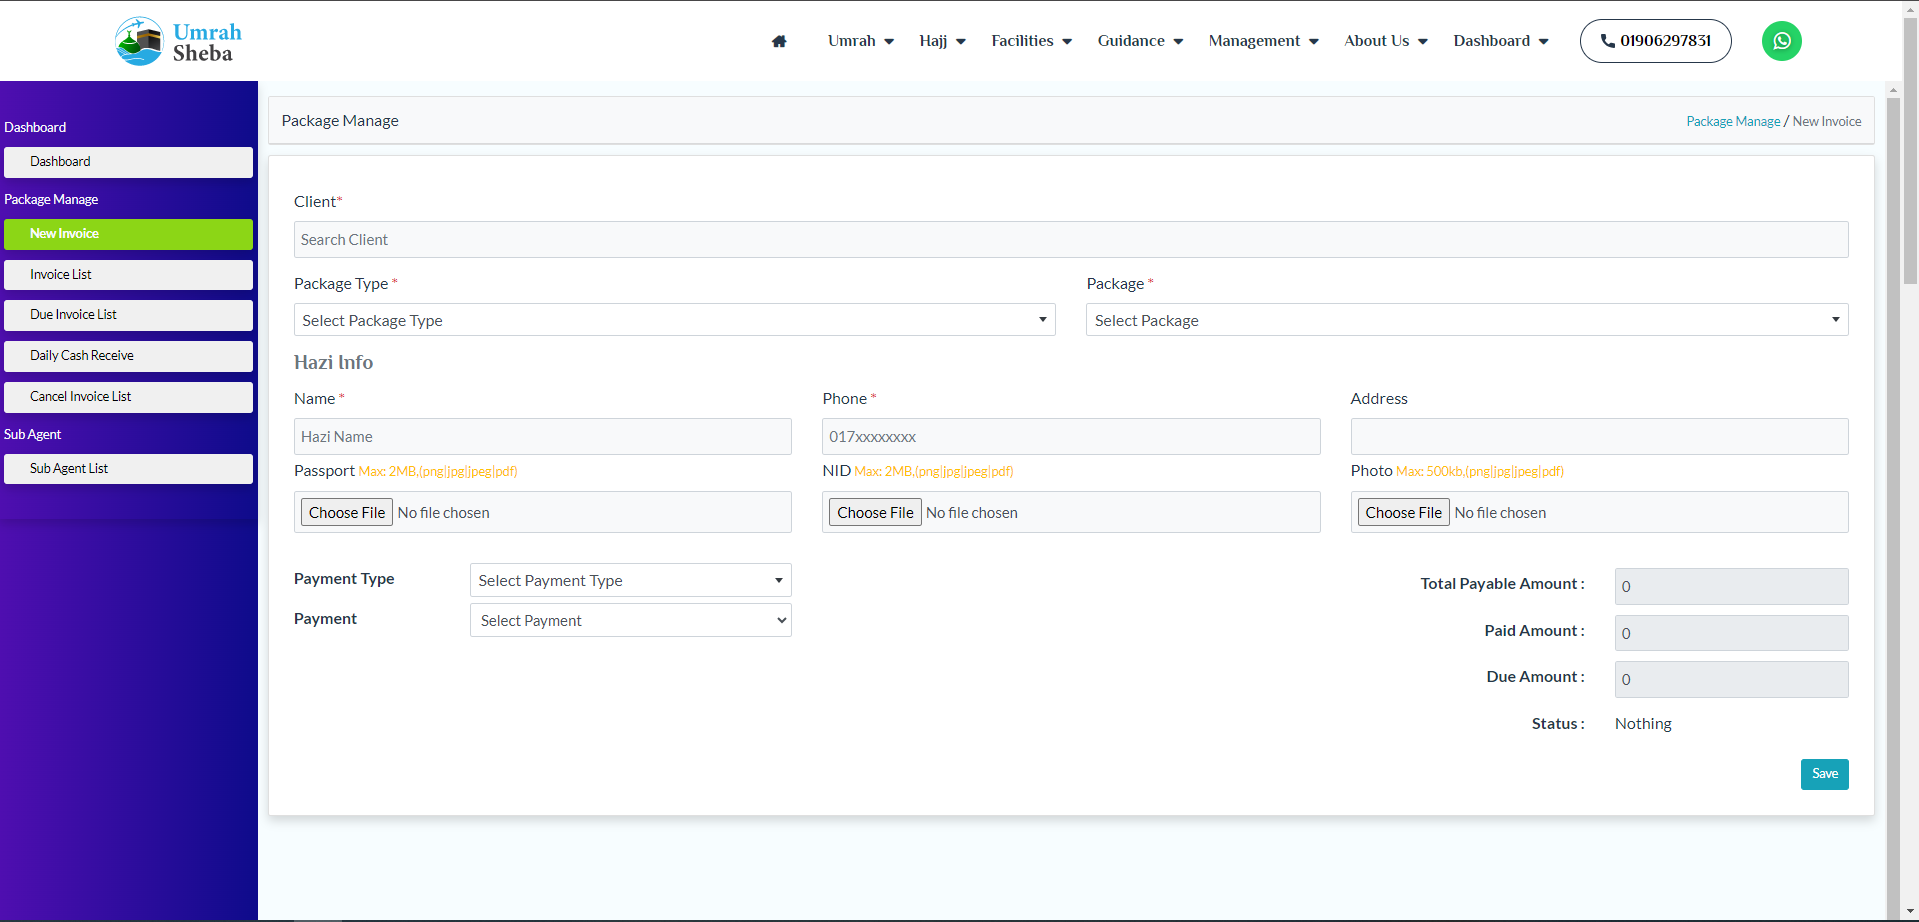 Umrah
Sheba
Umrah Hajj Facilities Guidance Management About Us Dashboard 01906297831
Dashboard
Dashboard
Package Manage
New Invoice
Invoice List
Due Invoice List
Daily Cash Receive
Cancel Invoice List
Sub Agent
Sub Agent List
Package Manage Package Manage / New Invoice
Client*
Search Client
Package Type * Package *
Select Package Type Select Package
Hazi Info
Name * Phone * Address
Hazi Name 017xxxxxxxx
Passport Max: 2MB,(png|jpg|jpeg|pdf) NID Max: 2MB,(png|jpg|jpeg|pdf) Photo Max: 500kb,(png|jpg|jpeg|pdf)
Choose File No file chosen Choose File No file chosen Choose File No file chosen
Payment Type Select Payment Type
Payment Select Payment
Total Payable Amount : 0
Paid Amount : 0
Due Amount : 0
Status : Nothing
Save